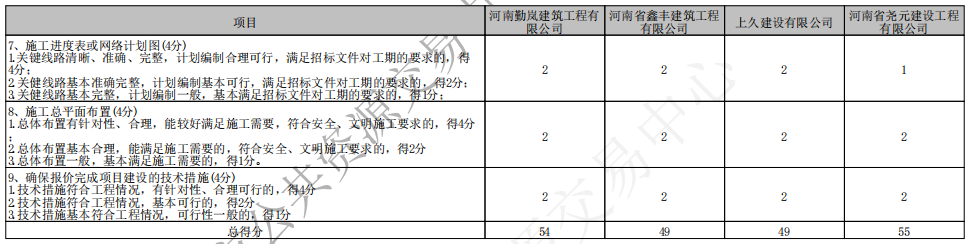 项目
河南勤岚建筑工程有
限公司
河南省鑫丰建筑工程
有限公司
上久建设有限公司
河南省尧元建设工程
有限公司
7、施工进度表或网络计划图(4分)
1.关键线路清晰、准确、完整，计划编制合理可行，满足招标文件对工期的要求的，得
4分；
2.关健线路基本准确完整，计划编制基本可行，满足招标文件对工期的要求的，得2分；
3.关健线路基本完整，计划编制一般，基本满足招标文件对工期的要求的，得1分；
2
2
2
1
8、施工总平面布置(4分)
1.总体布置有针对性、合理，能较好满足施工需要，符合安全、文明施工要求的，得4分
；
2.总体布置基本合理，能满足施工需要的，符合安全、文明施工要求的，得2分
3.总体布置一般，基本满足施工需要的，得1分。
2
2
2
2
9、确保报价完成项目建设的技术措施(4分)
1.技术措施符合工程情况，有针对性、合理可行的，得4分
2.技术措施符合工程情况，基本可行的，得2分
3.技术措施基本符合工程情况，可行性一般的，得1分
2
2
2
2
总得分
54
49
49
55
公共资源交易中心
源交易中心